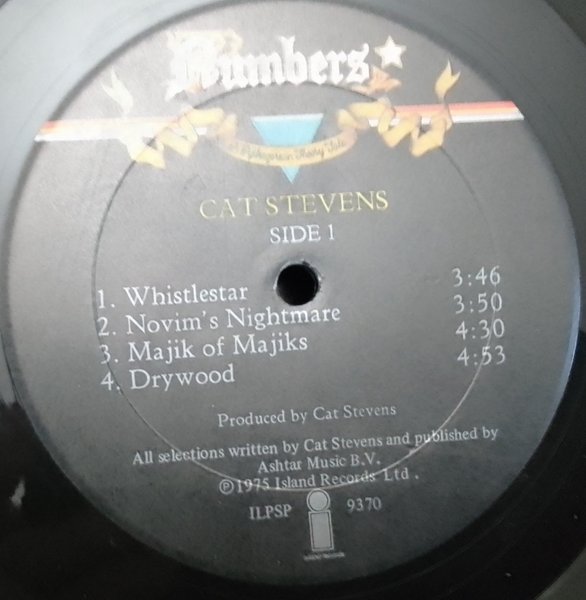 Numbers
A Pythagorean Theory Tale
CAT STEVENS
SIDE 1
1. Whistlestar 3:46
2. Novim's Nightmare 3:50
3. Majik of Majiks 4:30
4. Drywood 4:53
Produced by Cat Stevens
All selections written by Cat Stevens and published by
Ashtar Music B.V.
℗1975 Island Records Ltd.
ILPSP 9370